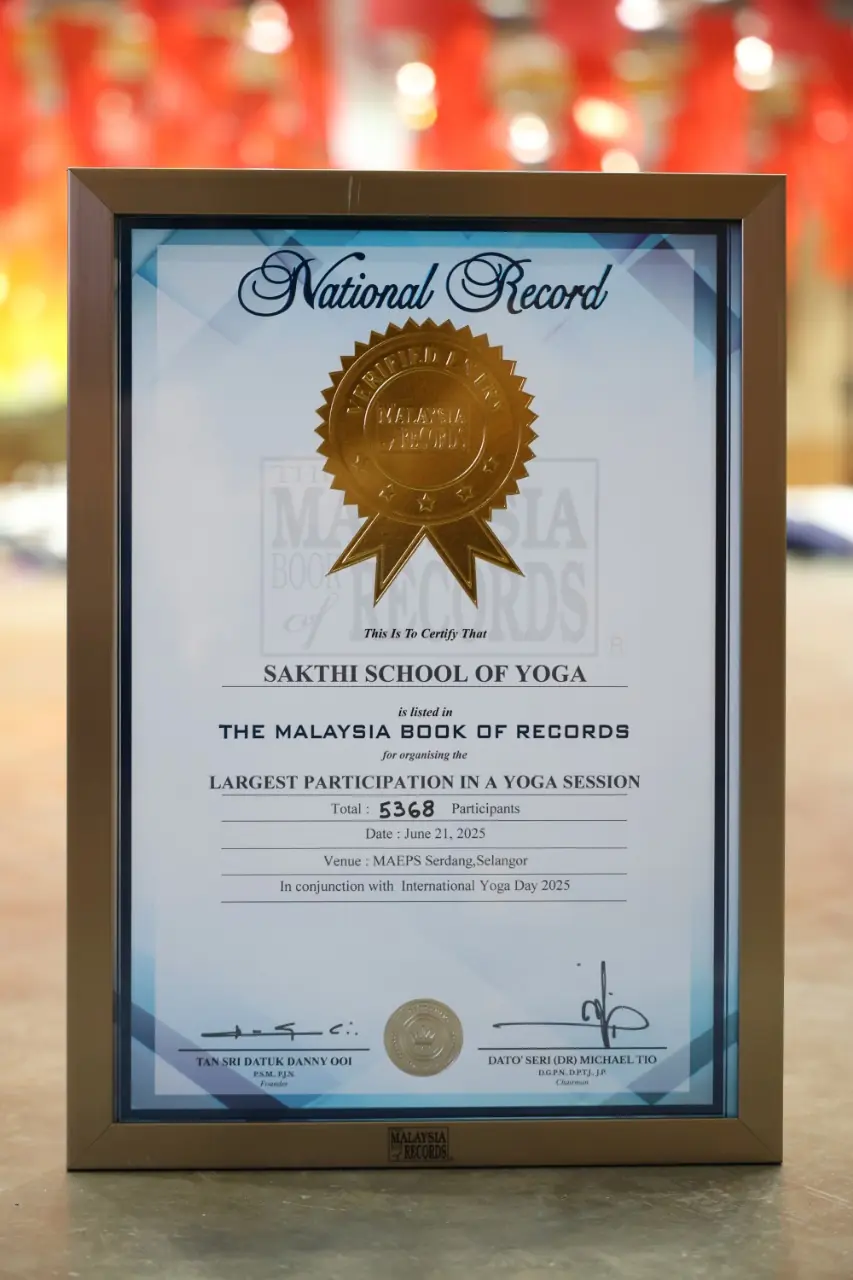 National Record
VERIFIED ENTRY
MALAYSIA
of RECORDS
THE
MALAYSIA
BOOK
of RECORDS
This Is To Certify That
SAKTHI SCHOOL OF YOGA
is listed in
THE MALAYSIA BOOK OF RECORDS
for organising the
LARGEST PARTICIPATION IN A YOGA SESSION
Total : 5368 Participants
Date : June 21, 2025
Venue : MAEPS Serdang,Selangor
In conjunction with International Yoga Day 2025
TAN SRI DATUK DANNY OOI
P.S.M. P.J.N.
Founder
DATO' SERI (DR) MICHAEL TIO
D.G.P.N. D.P.T.J. J.P
Chairman
MALAYSIA
of RECORDS